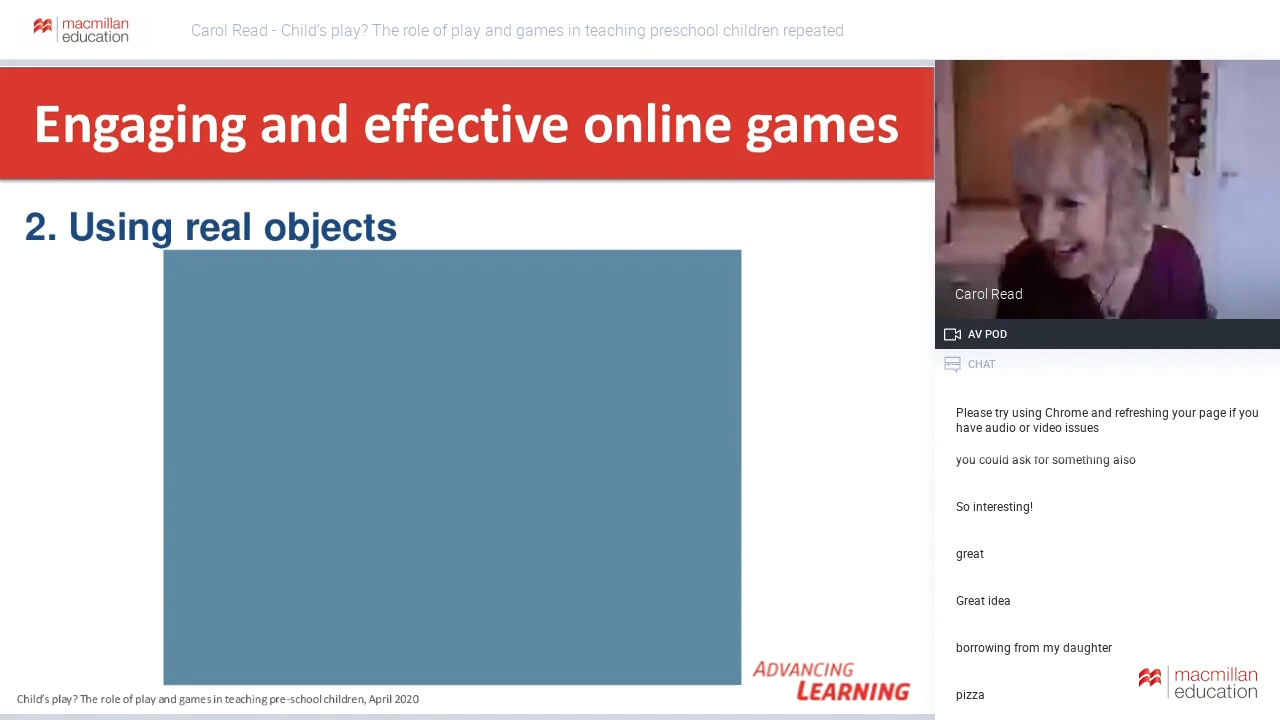 macmillan
education
Carol Read - Child's play? The role of play and games in teaching preschool children repeated
Engaging and effective online games
2. Using real objects
ADVANCING
LEARNING
Child's play? The role of play and games in teaching pre-school children, April 2020
Carol Read
AV POD
CHAT
Please try using Chrome and refreshing your page if you
have audio or video issues
you could ask for something also
So interesting!
great
Great idea
borrowing from my daughter
pizza
macmillan
education